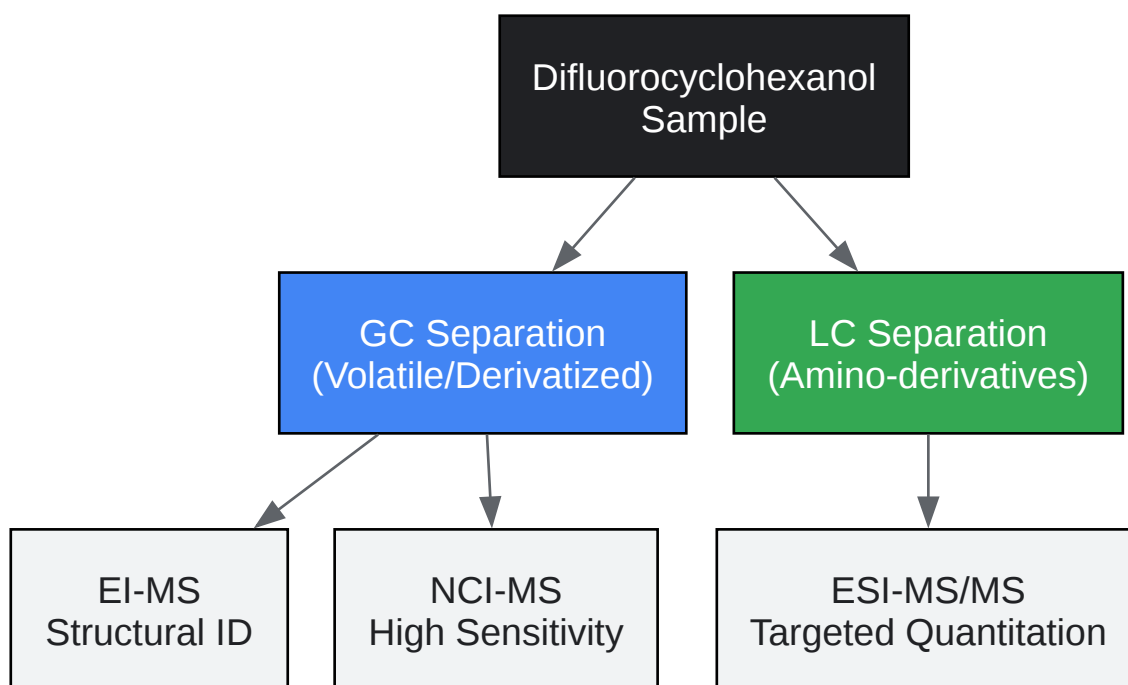 Difluorocyclohexanol
Sample
GC Separation
(Volatile/Derivatized)
LC Separation
(Amino-derivatives)
EI-MS
Structural ID
NCI-MS
High Sensitivity
ESI-MS/MS
Targeted Quantitation